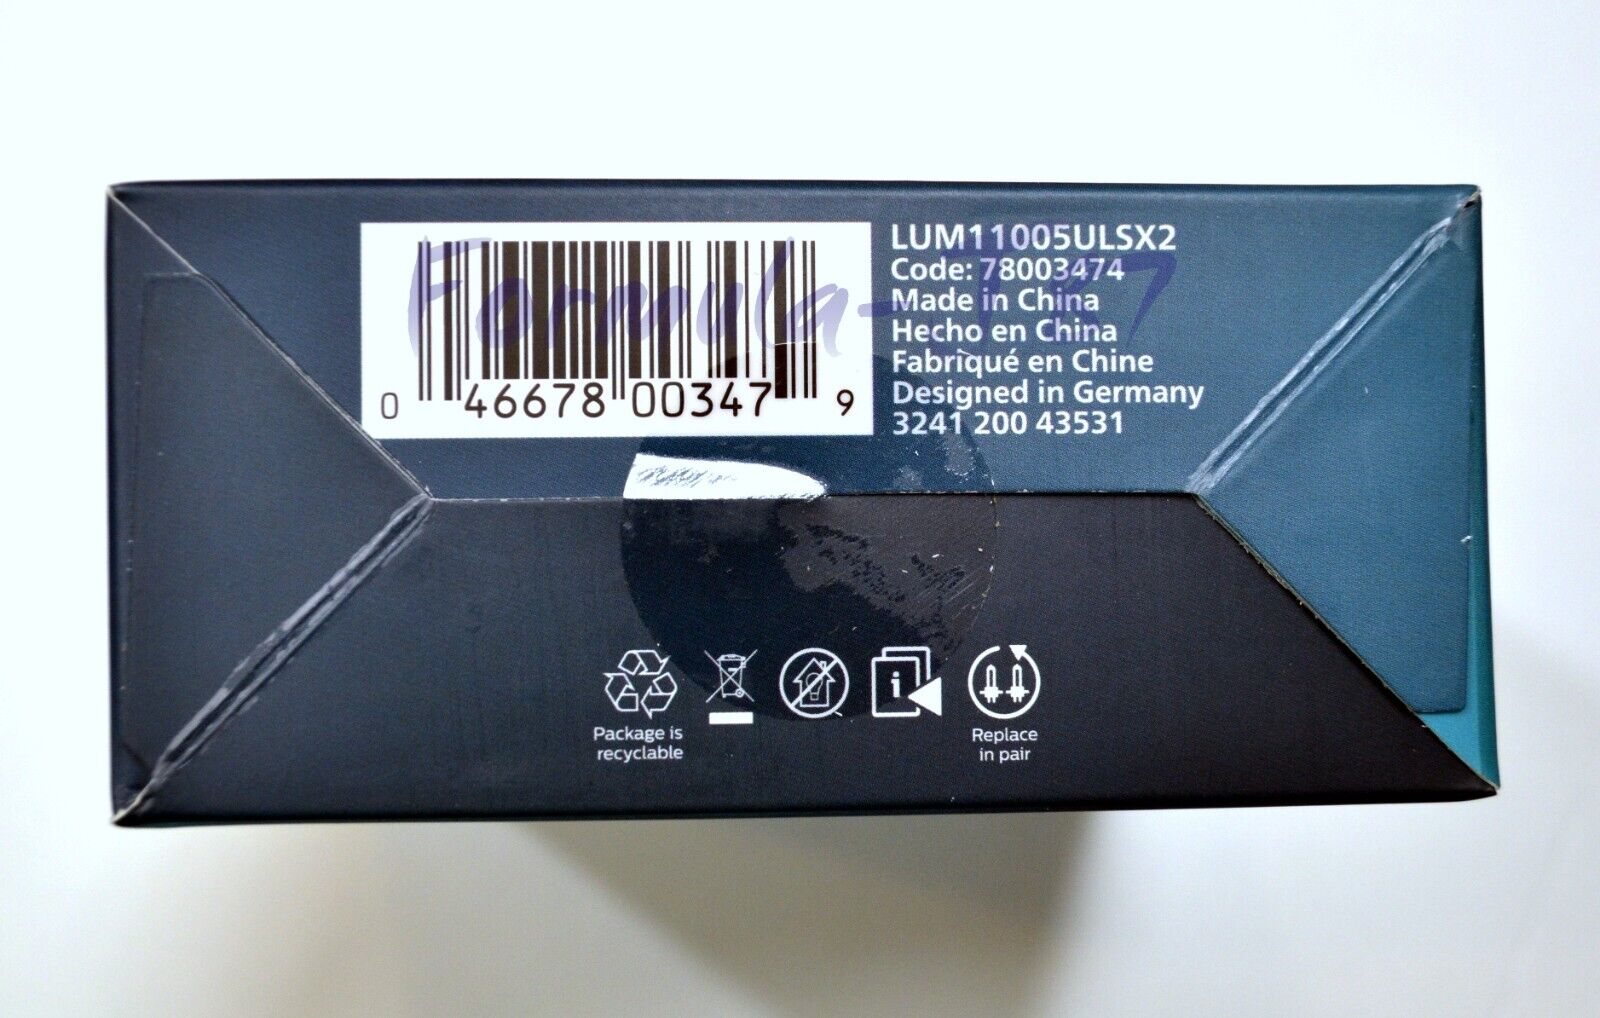 LUM11005ULSX2
Code: 78003474
Made in China
Hecho en China
Fabriqué en Chine
Designed in Germany
3241 200 43531
0 46678 00347 9
Formula-TR7
i
Package is
recyclable
Replace
in pair